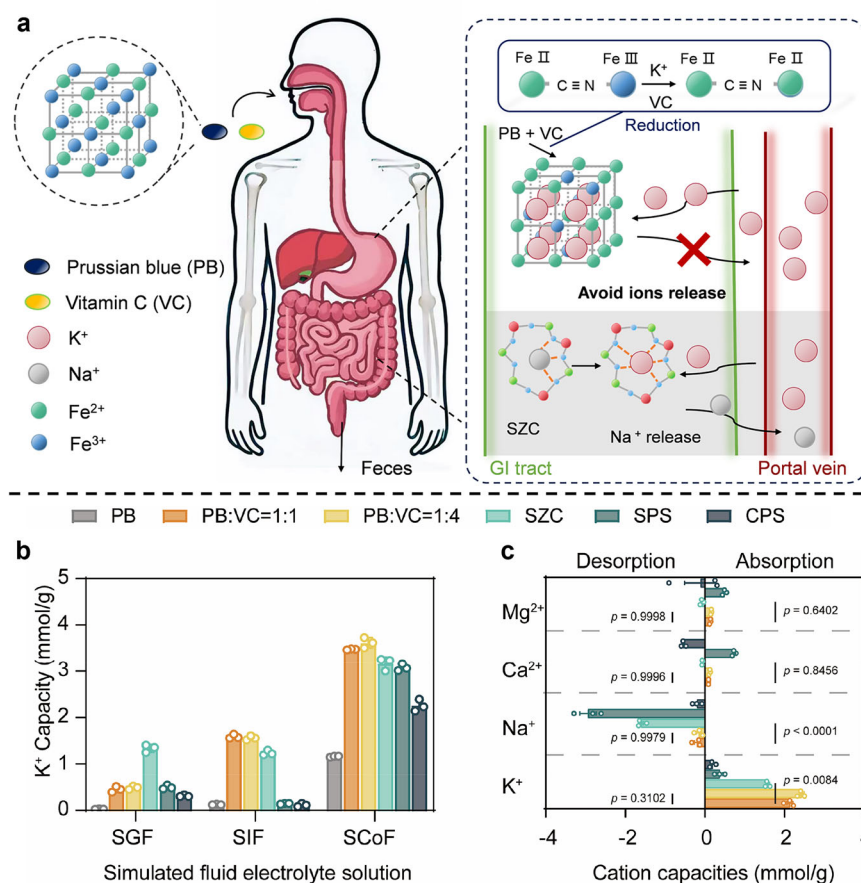 a
Prussian blue (PB)
Vitamin C (VC)
K⁺
Na⁺
Fe²⁺
Fe³⁺
Feces
Fe II
Fe III
Fe II
Fe II
C≡N
K⁺
VC
C≡N
Reduction
PB + VC
Avoid ions release
SZC
Na⁺ release
GI tract
Portal vein
PB
PB:VC=1:1
PB:VC=1:4
SZC
SPS
CPS
b
K⁺ Capacity (mmol/g)
5
4
3
2
1
0
SGF
SIF
SCoF
Simulated fluid electrolyte solution
c
Desorption
Absorption
Mg²⁺
p = 0.9998
p = 0.6402
Ca²⁺
p = 0.9996
p = 0.8456
Na⁺
p = 0.9979
p < 0.0001
K⁺
p = 0.3102
p = 0.0084
-4
-2
0
2
Cation capacities (mmol/g)